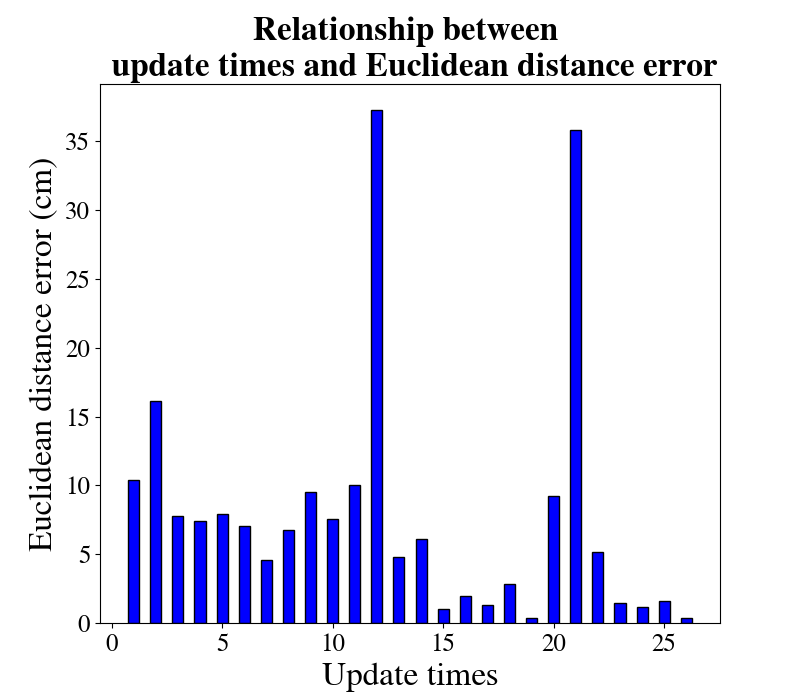 Relationship between
update times and Euclidean distance error
Euclidean distance error (cm)
35
30
25
20
15
10
5
0
0 5 10 15 20 25
Update times